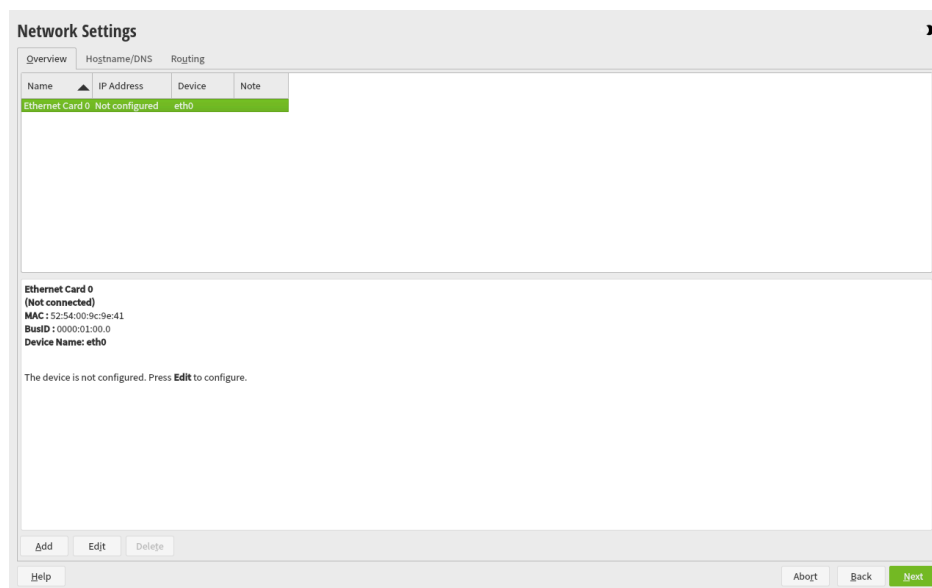 Network Settings
Overview Hostname/DNS Routing
Name IP Address Device Note
Ethernet Card 0 Not configured eth0
Ethernet Card 0
(Not connected)
MAC : 52:54:00:9c:9e:41
BusID : 0000:01:00.0
Device Name: eth0
The device is not configured. Press Edit to configure.
Add Edit Delete
Help Abort Back Next